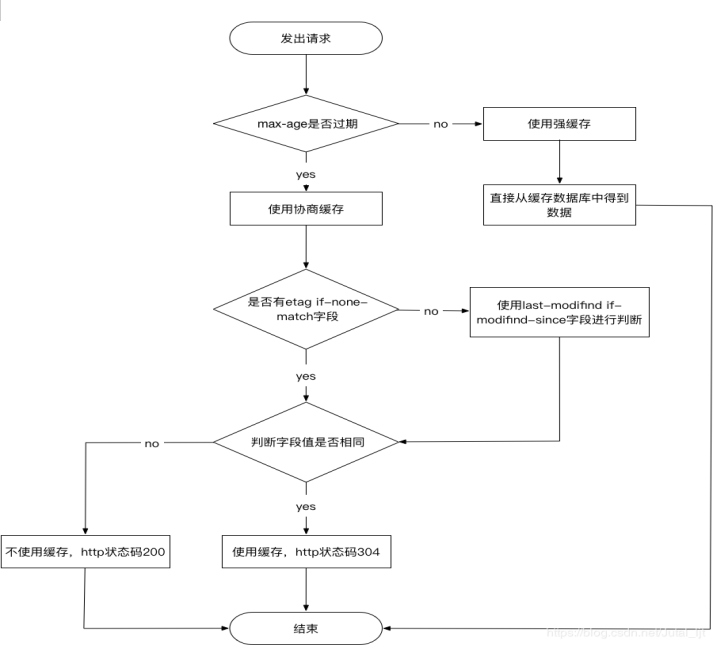 发出请求
max-age是否过期
no
使用强缓存
yes
直接从缓存数据库中得到
数据
使用协商缓存
是否有etag if-none-
match字段
no
使用last-modifind if-
modifind-since字段进行判断
yes
判断字段值是否相同
no
yes
不使用缓存，http状态码200
使用缓存，http状态码304
结束